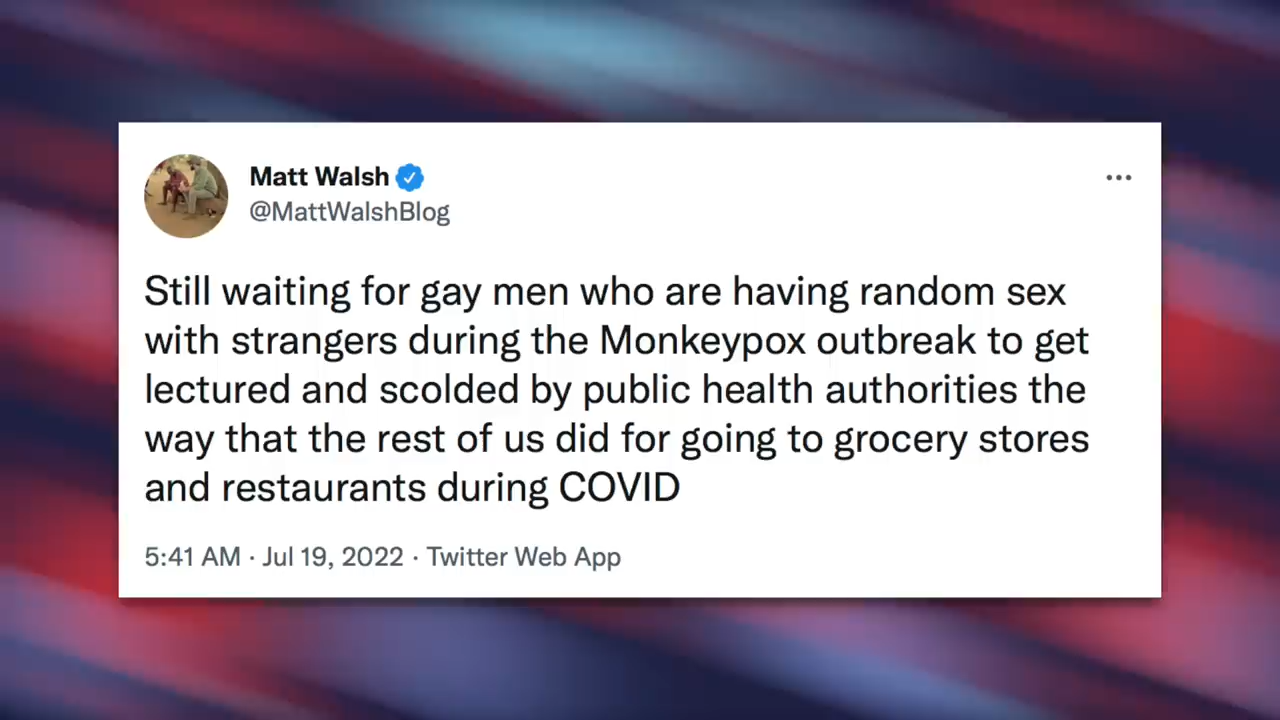 Matt Walsh
@MattWalshBlog
Still waiting for gay men who are having random sex
with strangers during the Monkeypox outbreak to get
lectured and scolded by public health authorities the
way that the rest of us did for going to grocery stores
and restaurants during COVID
5:41 AM · Jul 19, 2022 · Twitter Web App